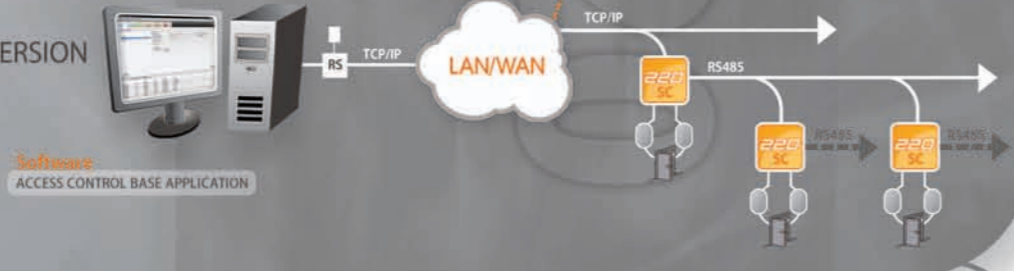 ERSION
RS
TCP/IP
LAN/WAN
TCP/IP
220
SC
RS485
220
SC
RS485
220
SC
RS485
Software
ACCESS CONTROL BASE APPLICATION